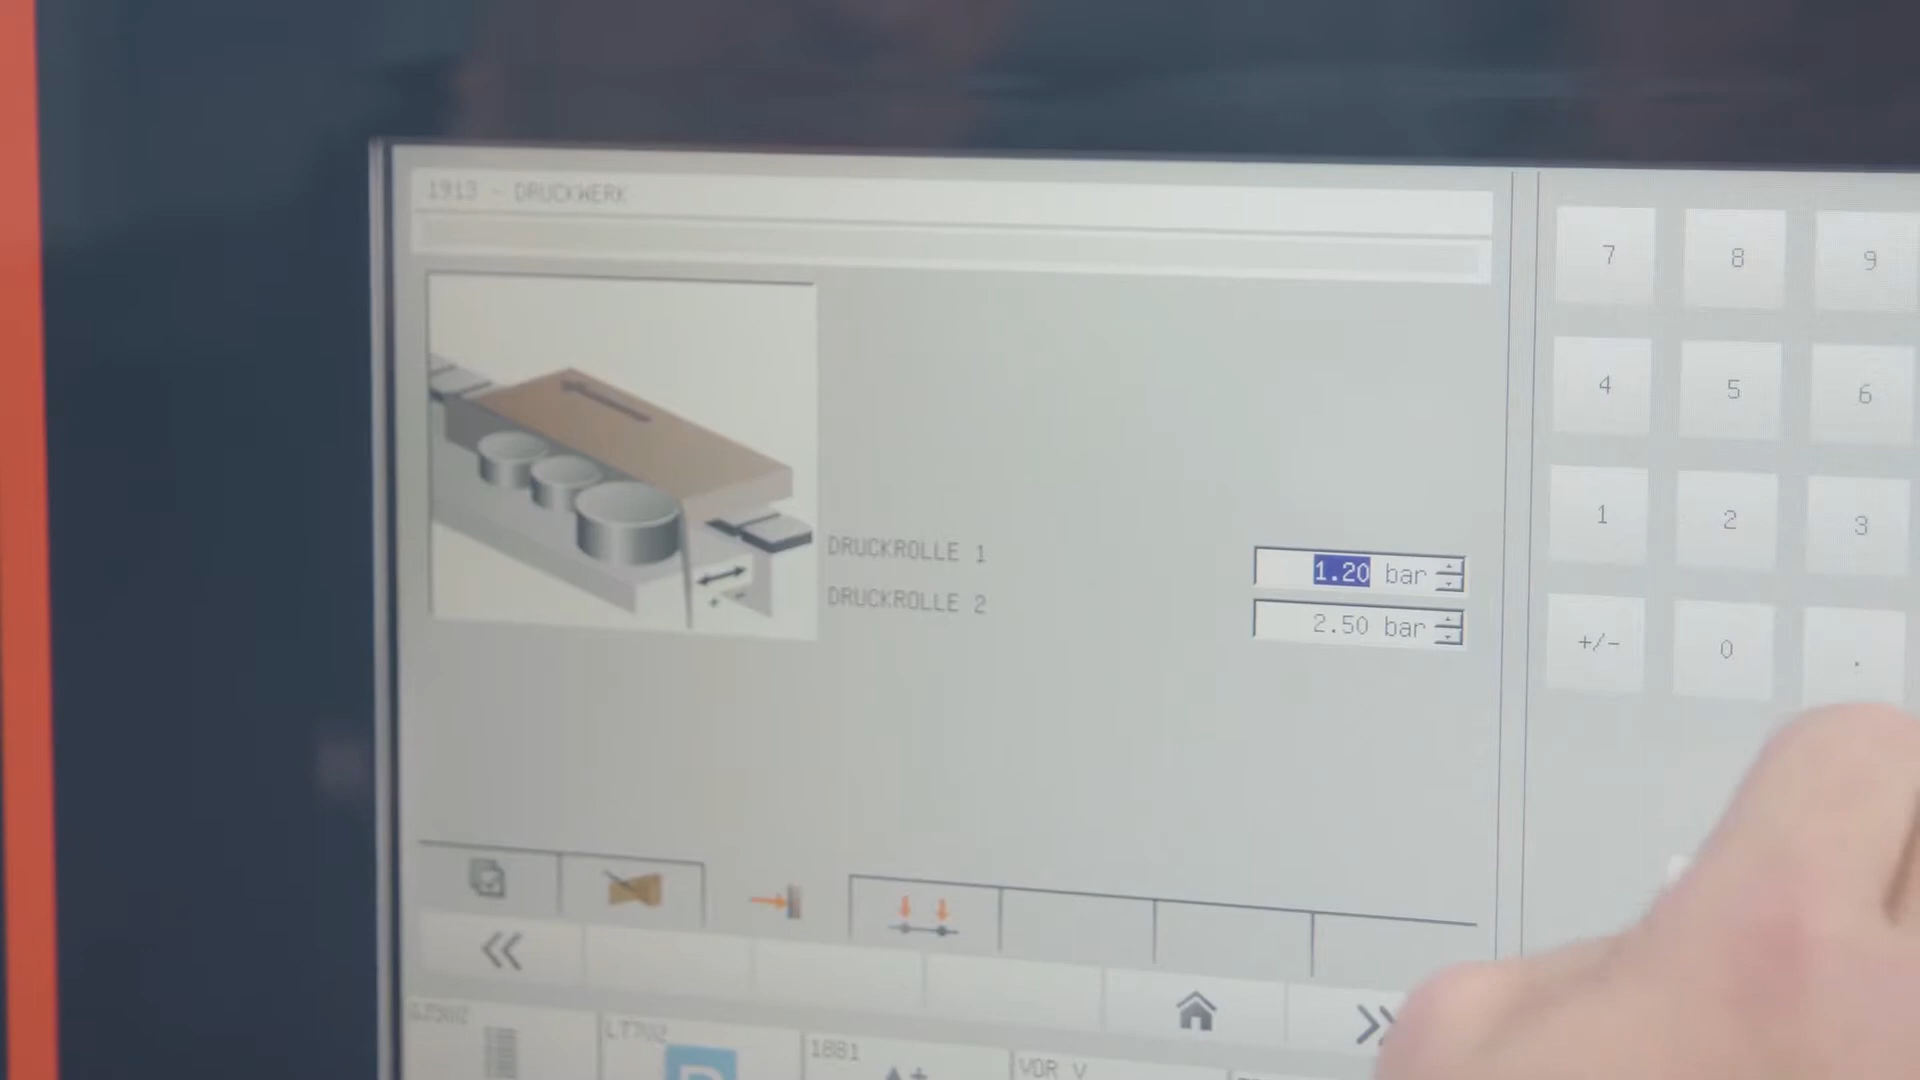 1913 - DRUCKWERK
7 8 9
4 5 6
1 2 3
+/- 0 .
DRUCKROLLE 1 1.20 bar
DRUCKROLLE 2 2.50 bar
1881
VOR V